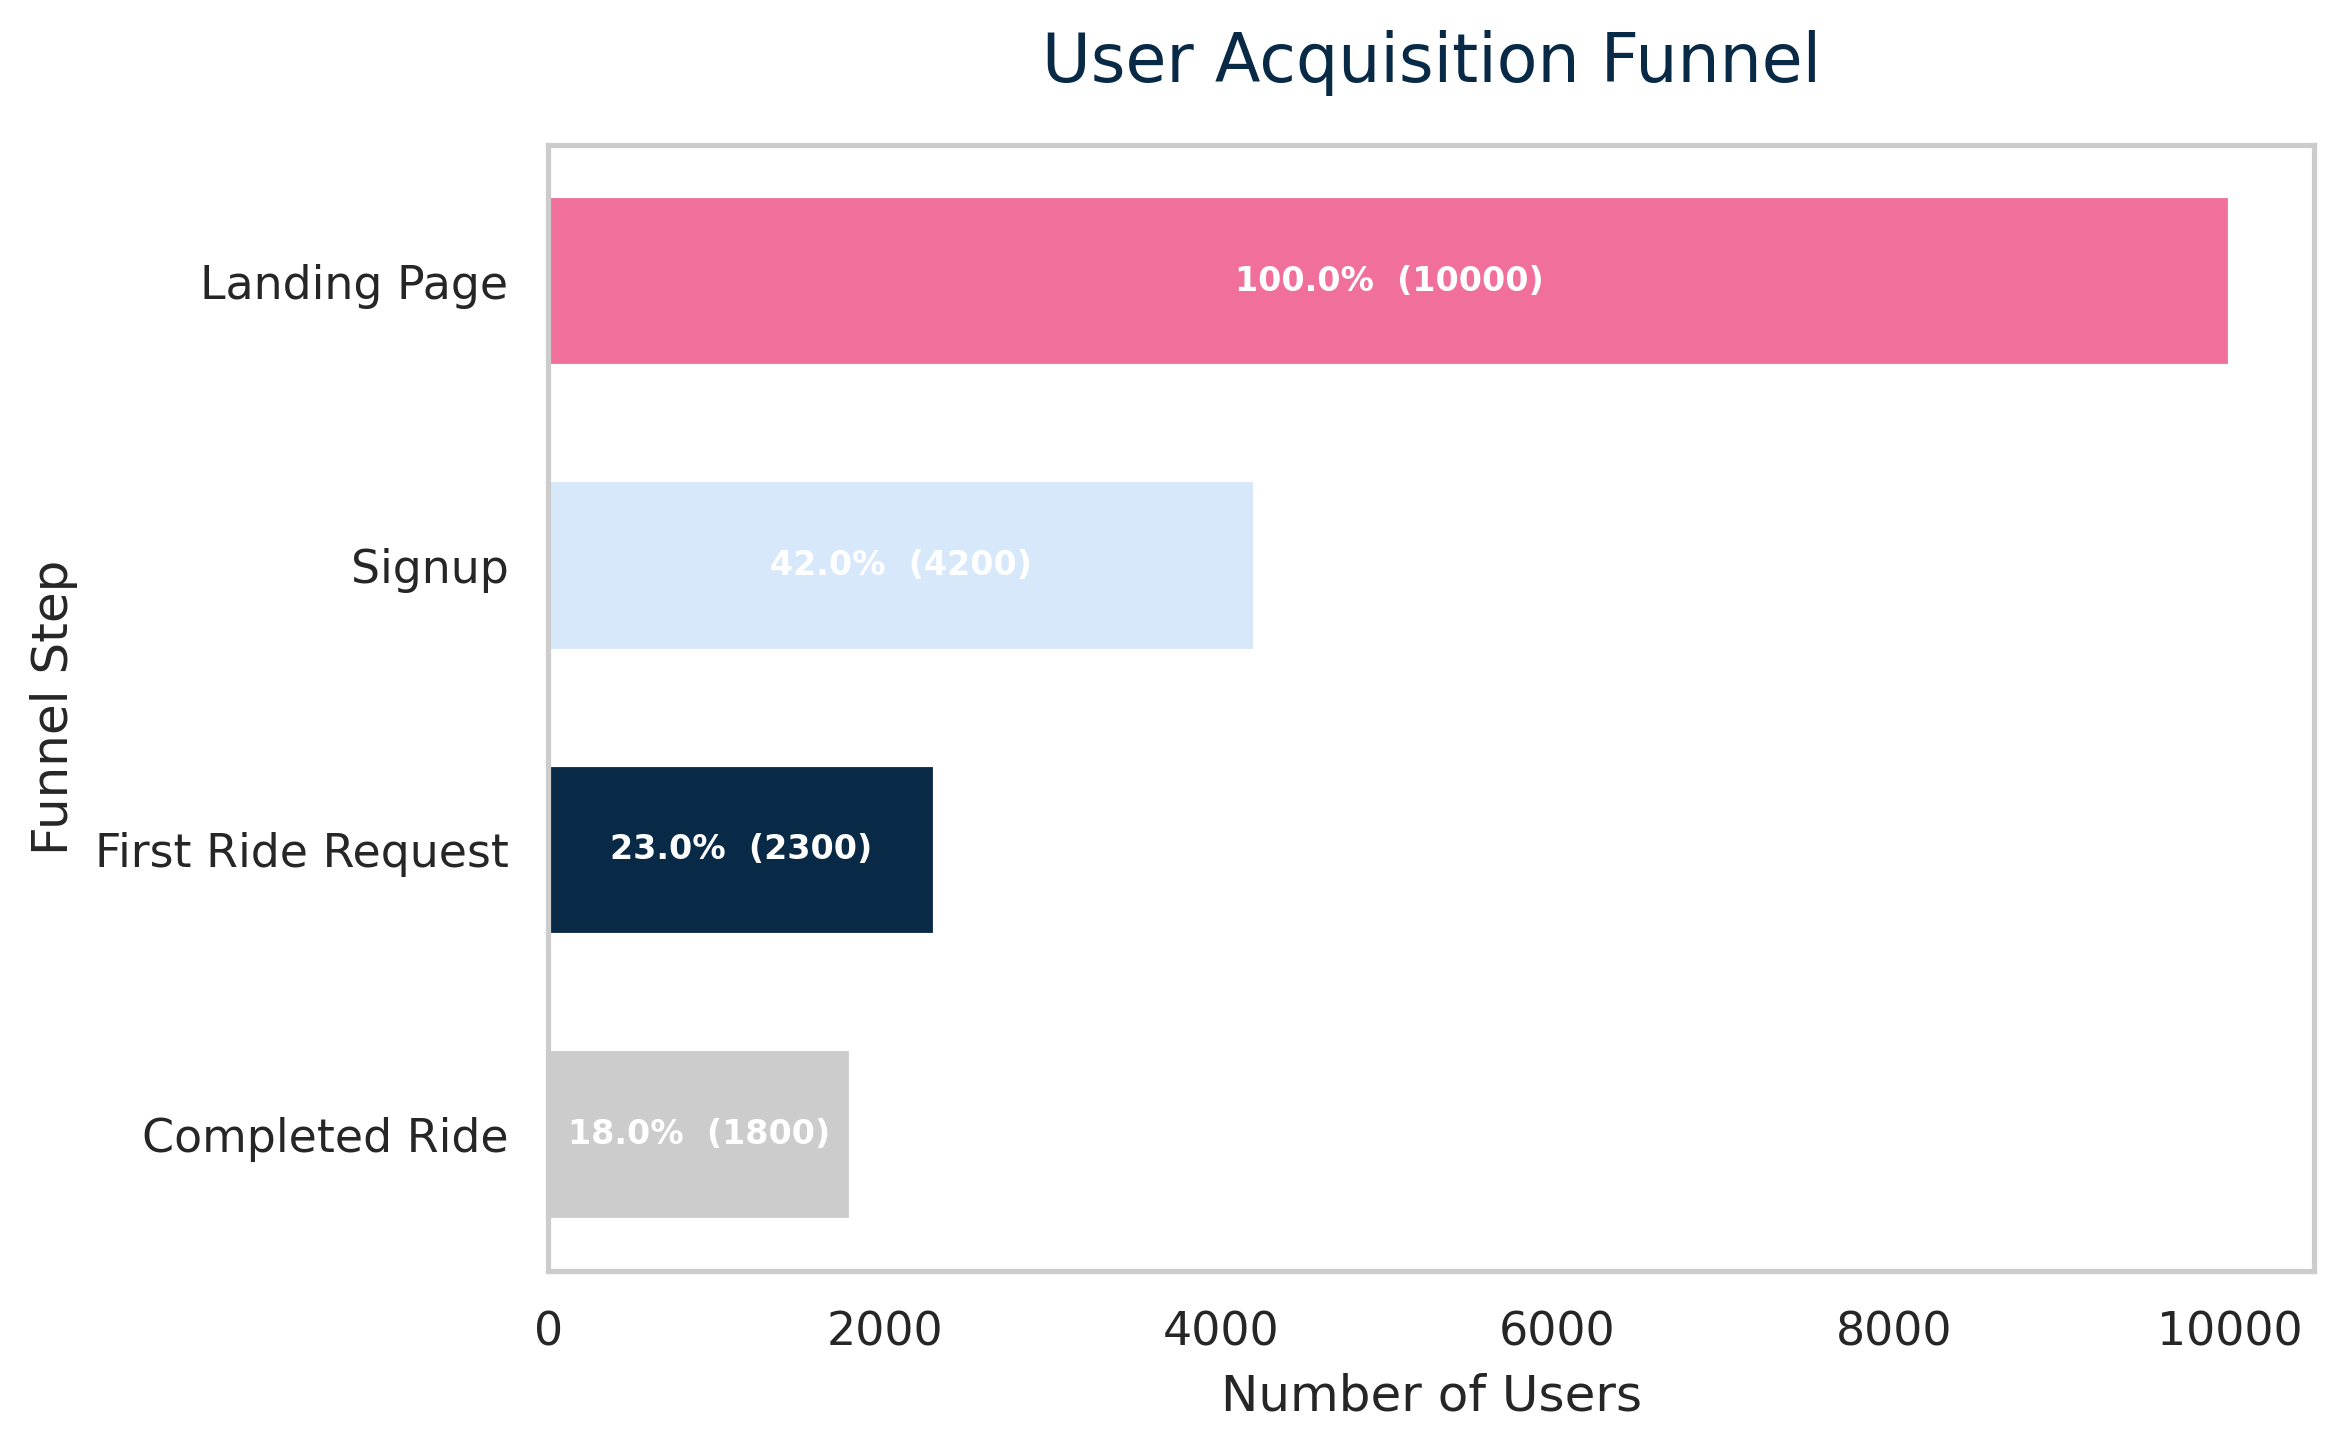 User Acquisition Funnel
Funnel Step
Landing Page
100.0%  (10000)
Signup
42.0%  (4200)
First Ride Request
23.0%  (2300)
Completed Ride
18.0%  (1800)
0 2000 4000 6000 8000 10000
Number of Users